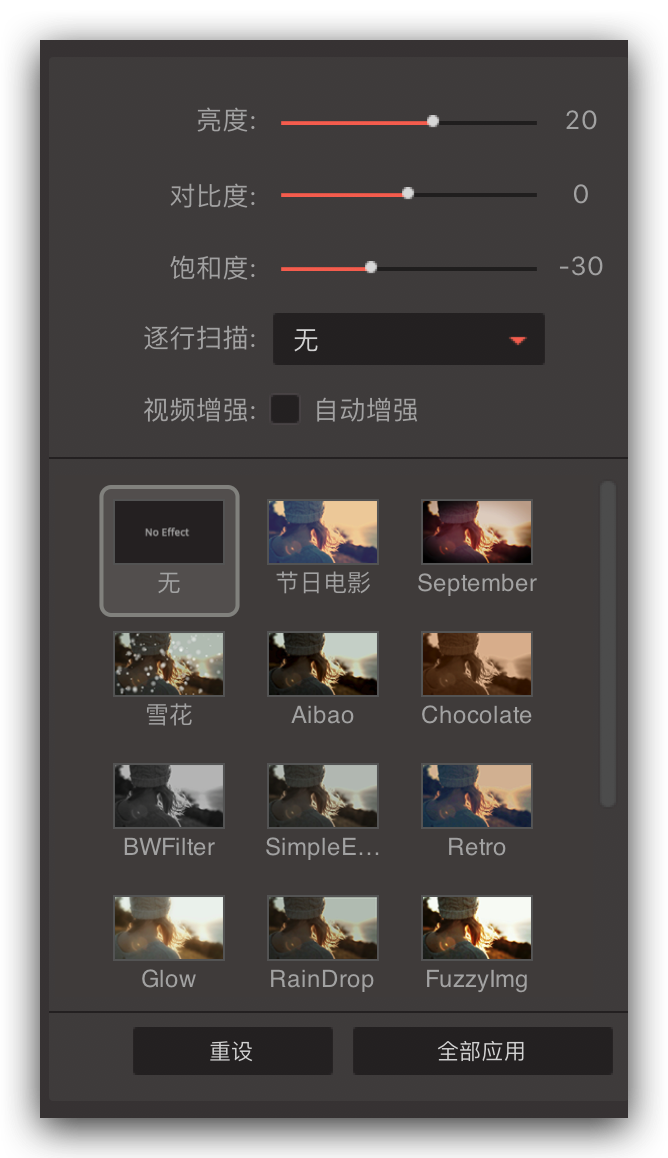 亮度: 20
对比度: 0
饱和度: -30
逐行扫描: 无
视频增强: 自动增强
No Effect
无 节日电影 September
雪花 Aibao Chocolate
BWFilter SimpleE... Retro
Glow RainDrop FuzzyImg
重设 全部应用